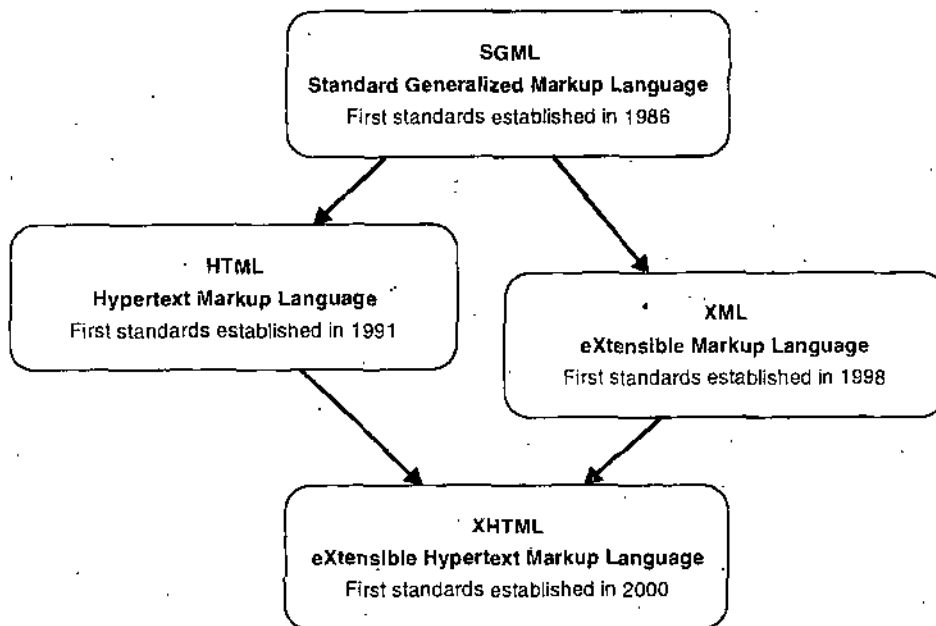 SGML
Standard Generalized Markup Language
First standards established in 1986
HTML
Hypertext Markup Language
First standards established in 1991
XML
eXtensible Markup Language
First standards established in 1998
XHTML
eXtensible Hypertext Markup Language
First standards established in 2000